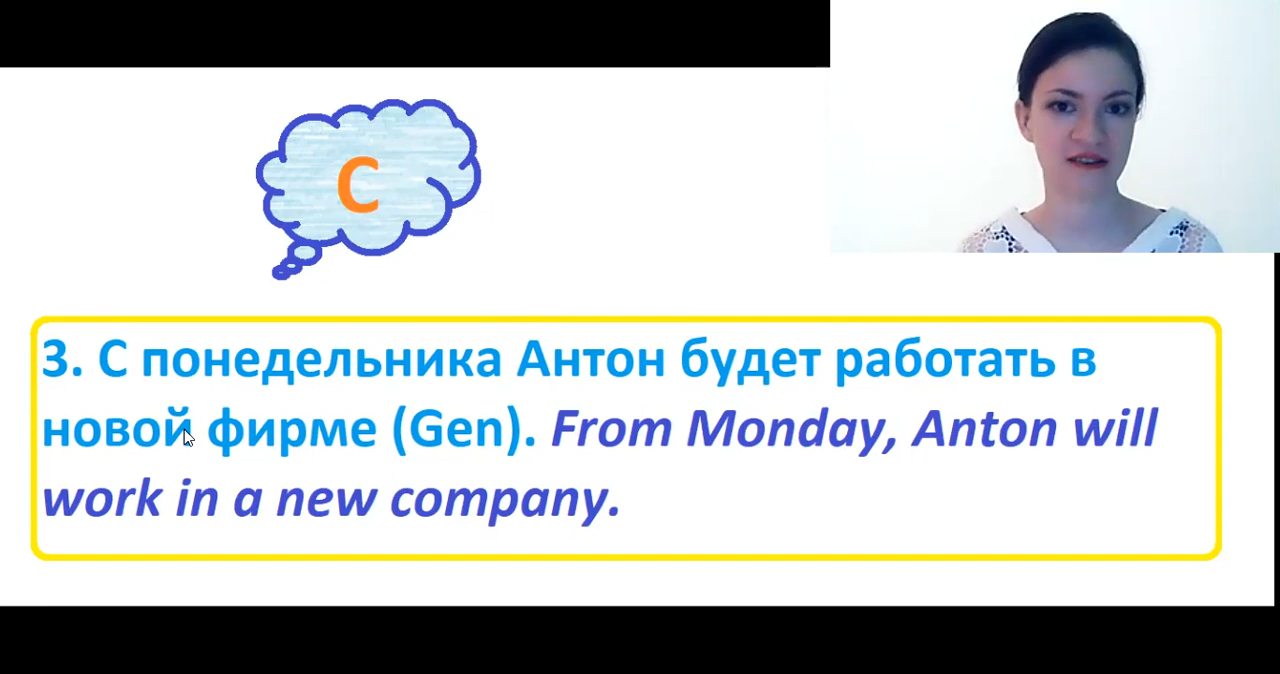 С
3. С понедельника Антон будет работать в
новой фирме (Gen). From Monday, Anton will
work in a new company.